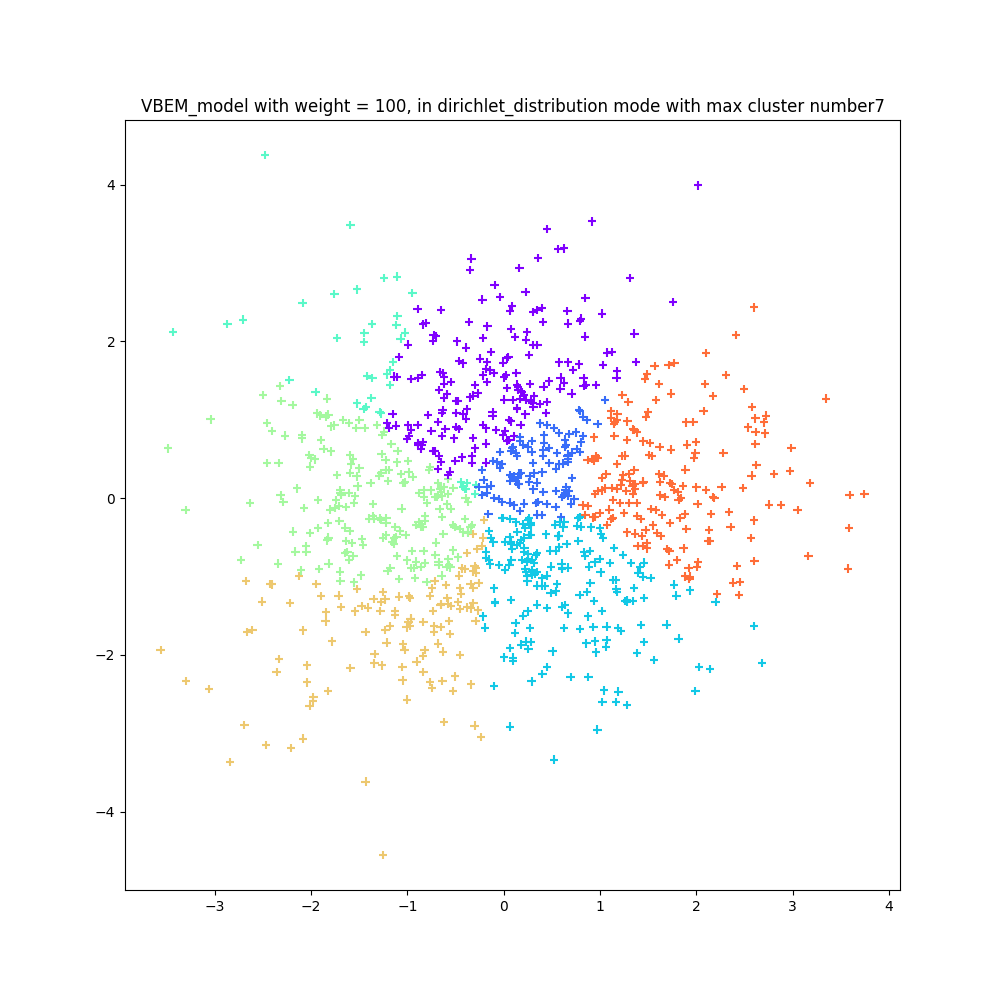 VBEM_model with weight = 100, in dirichlet_distribution mode with max cluster number7
4
2
0
−2
−4
−3 −2 −1 0 1 2 3 4